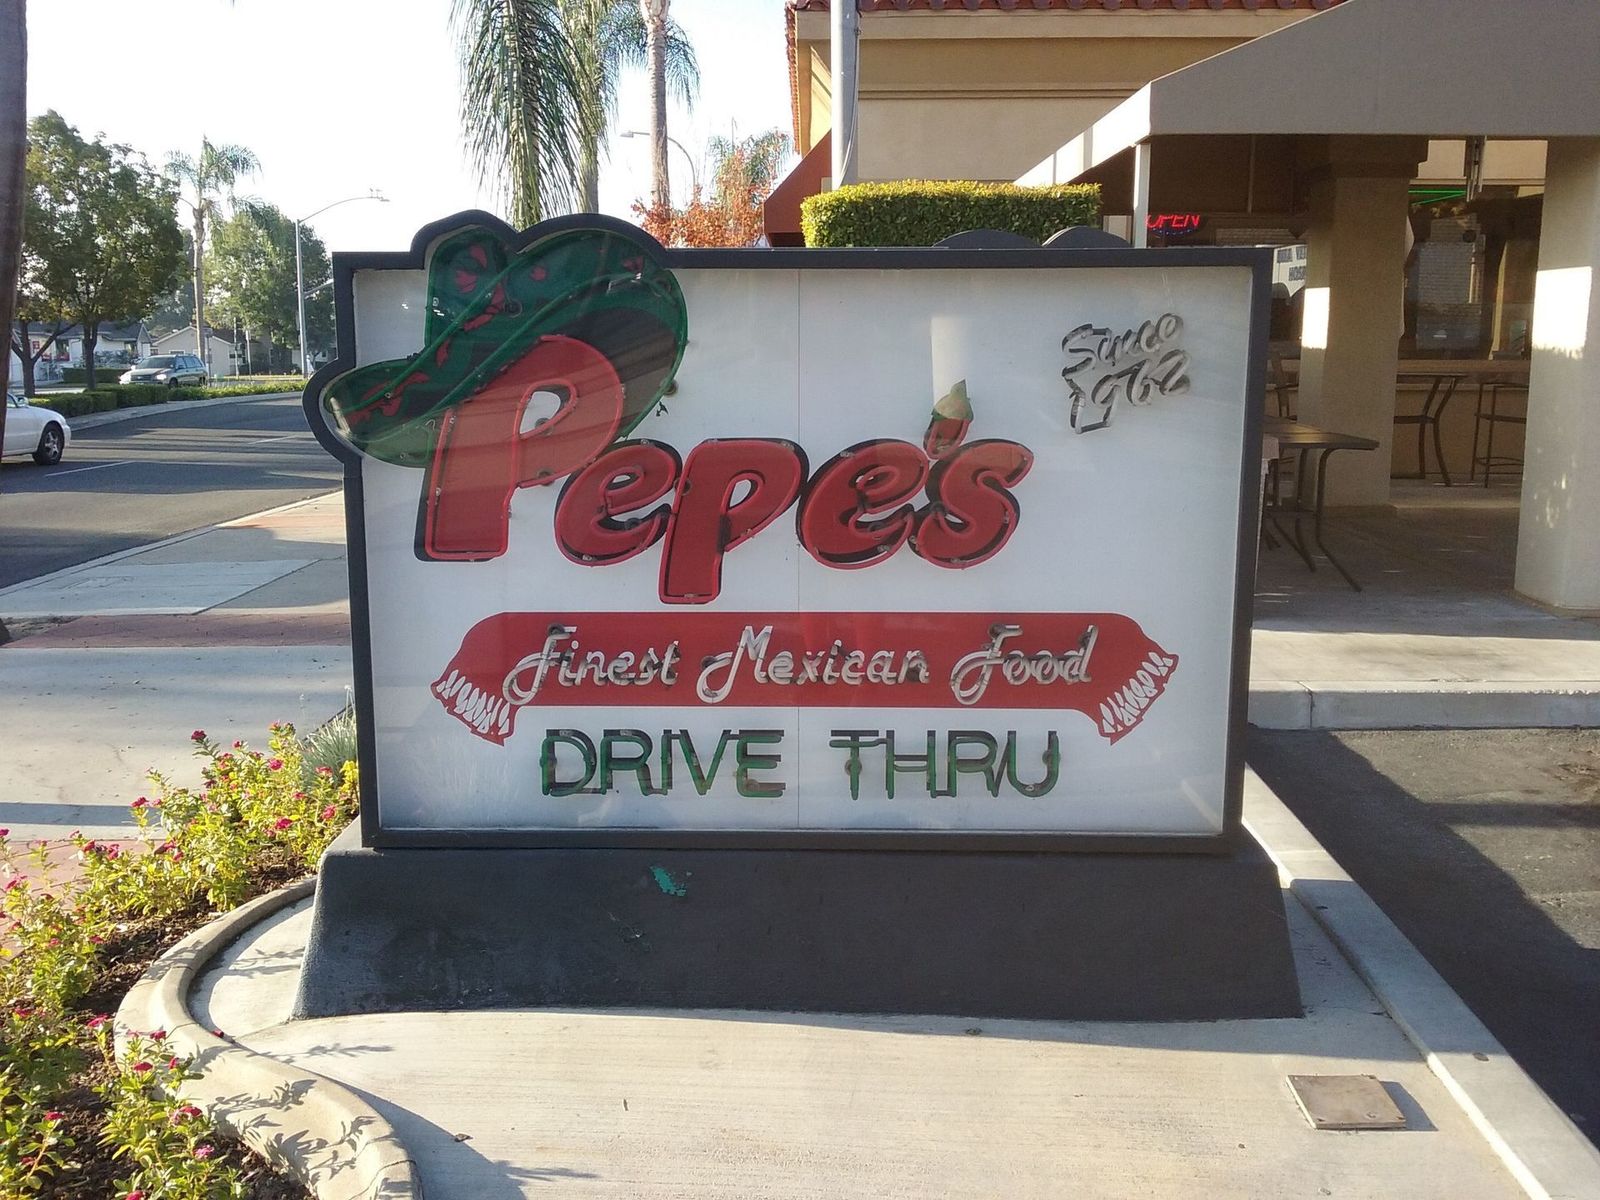 Pepe's
Since
1962
Finest Mexican Food
DRIVE THRU
OPEN